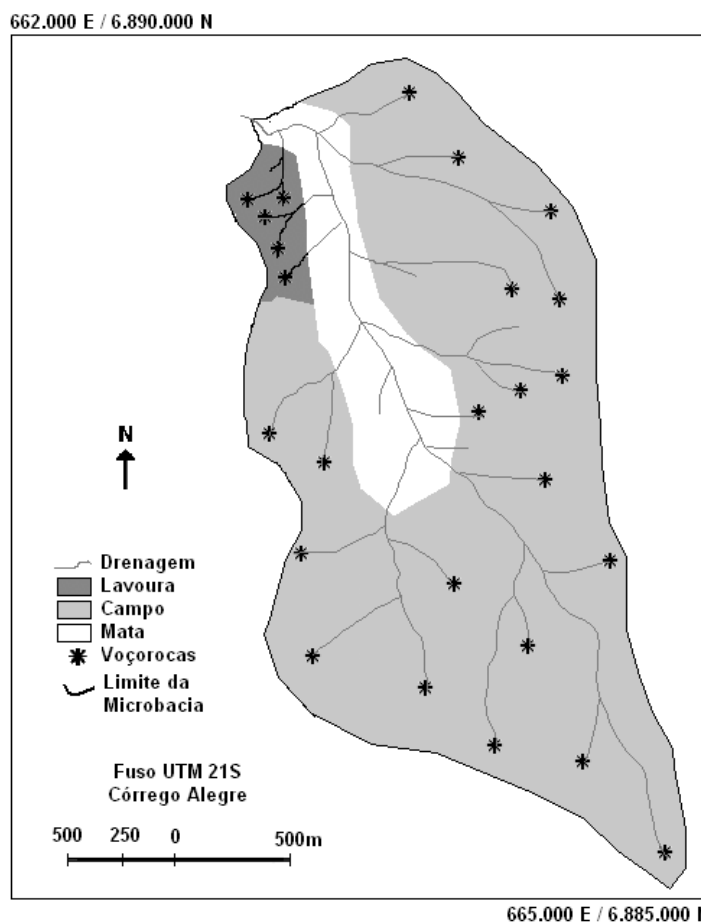 662.000 E / 6.890.000 N
N
Drenagem
Lavoura
Campo
Mata
Voçorocas
Limite da
Microbacia
Fuso UTM 21S
Córrego Alegre
500 250 0 500m
665.000 E / 6.885.000 N